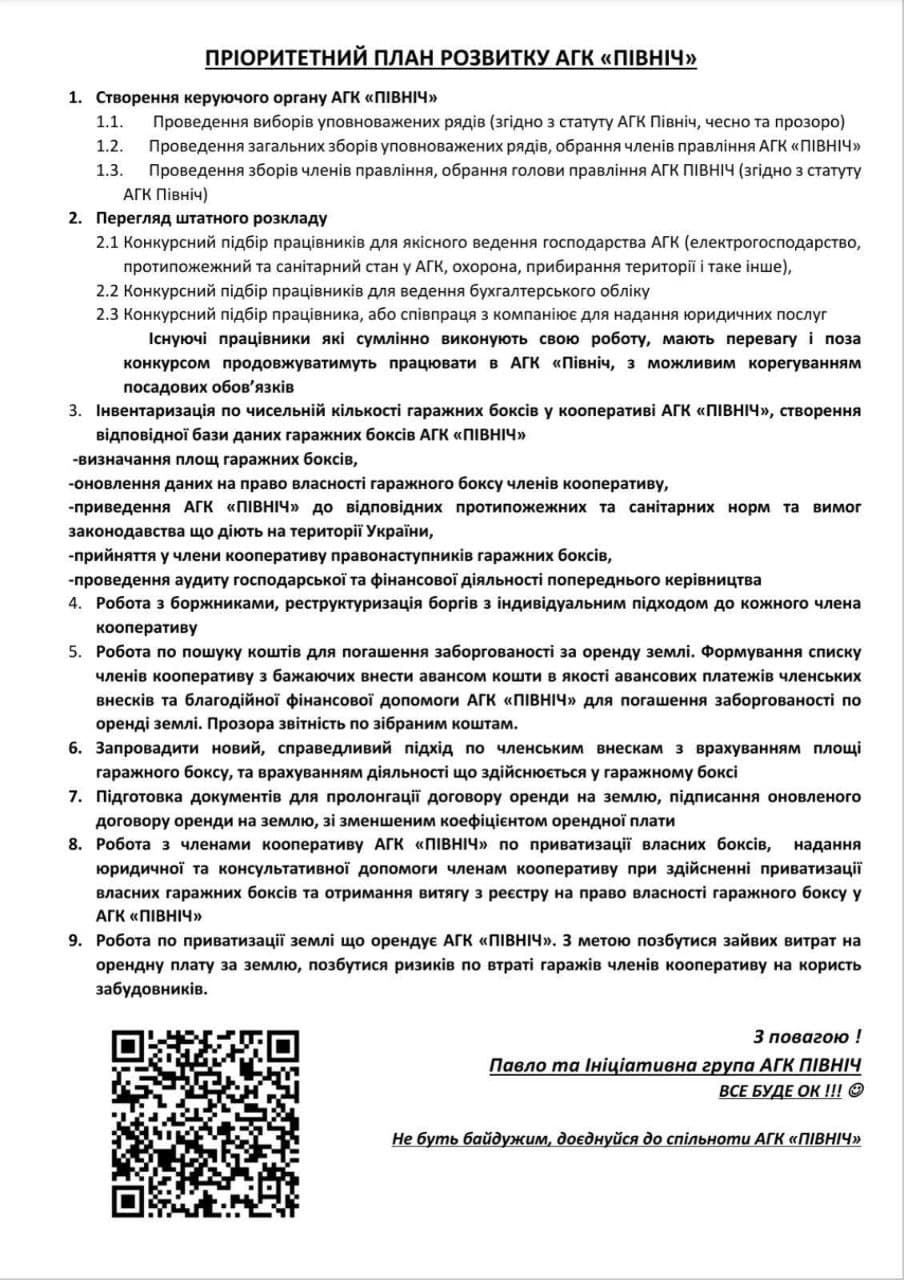 ПРІОРИТЕТНИЙ ПЛАН РОЗВИТКУ АГК «ПІВНІЧ»
1. Створення керуючого органу АГК «ПІВНІЧ»
1.1. Проведення виборів уповноважених рядів (згідно з статуту АГК Північ, чесно та прозоро)
1.2. Проведення загальних зборів уповноважених рядів, обрання членів правління АГК «ПІВНІЧ»
1.3. Проведення зборів членів правління, обрання голови правління АГК ПІВНІЧ (згідно з статуту
АГК Північ)
2. Перегляд штатного розкладу
2.1 Конкурсний підбір працівників для якісного ведення господарства АГК (електрогосподарство,
протипожежний та санітарний стан у АГК, охорона, прибирання території і таке інше),
2.2 Конкурсний підбір працівників для ведення бухгалтерського обліку
2.3 Конкурсний підбір працівника, або співпраця з компаніює для надання юридичних послуг
Існуючі працівники які сумлінно виконують свою роботу, мають перевагу і поза
конкурсом продовжуватимуть працювати в АГК «Північ, з можливим корегуванням
посадових обов’язків
3. Інвентаризація по чисельній кількості гаражних боксів у кооперативі АГК «ПІВНІЧ», створення
відповідної бази даних гаражних боксів АГК «ПІВНІЧ»
-визначання площ гаражних боксів,
-оновлення даних на право власності гаражного боксу членів кооперативу,
-приведення АГК «ПІВНІЧ» до відповідних протипожежних та санітарних норм та вимог
законодавства що діють на території України,
-прийняття у члени кооперативу правонаступників гаражних боксів,
-проведення аудиту господарської та фінансової діяльності попереднього керівництва
4. Робота з боржниками, реструктуризація боргів з індивідуальним підходом до кожного члена
кооперативу
5. Робота по пошуку коштів для погашення заборгованості за оренду землі. Формування списку
членів кооперативу з бажаючих внести авансом кошти в якості авансових платежів членських
внесків та благодійної фінансової допомоги АГК «ПІВНІЧ» для погашення заборгованості по
оренді землі. Прозора звітність по зібраним коштам.
6. Запровадити новий, справедливий підхід по членським внескам з врахуванням площі
гаражного боксу, та врахуванням діяльності що здійснюється у гаражному боксі
7. Підготовка документів для пролонгації договору оренди на землю, підписання оновленого
договору оренди на землю, зі зменшеним коефіцієнтом орендної плати
8. Робота з членами кооперативу АГК «ПІВНІЧ» по приватизації власних боксів, надання
юридичної та консультативної допомоги членам кооперативу при здійсненні приватизації
власних гаражних боксів та отримання витягу з реєстру на право власності гаражного боксу у
АГК «ПІВНІЧ»
9. Робота по приватизації землі що орендує АГК «ПІВНІЧ». З метою позбутися зайвих витрат на
орендну плату за землю, позбутися ризиків по втраті гаражів членів кооперативу на користь
забудовників.
З повагою !
Павло та Ініціативна група АГК ПІВНІЧ
ВСЕ БУДЕ ОК !!! ☺
Не буть байдужим, доєднуйся до спільноти АГК «ПІВНІЧ»